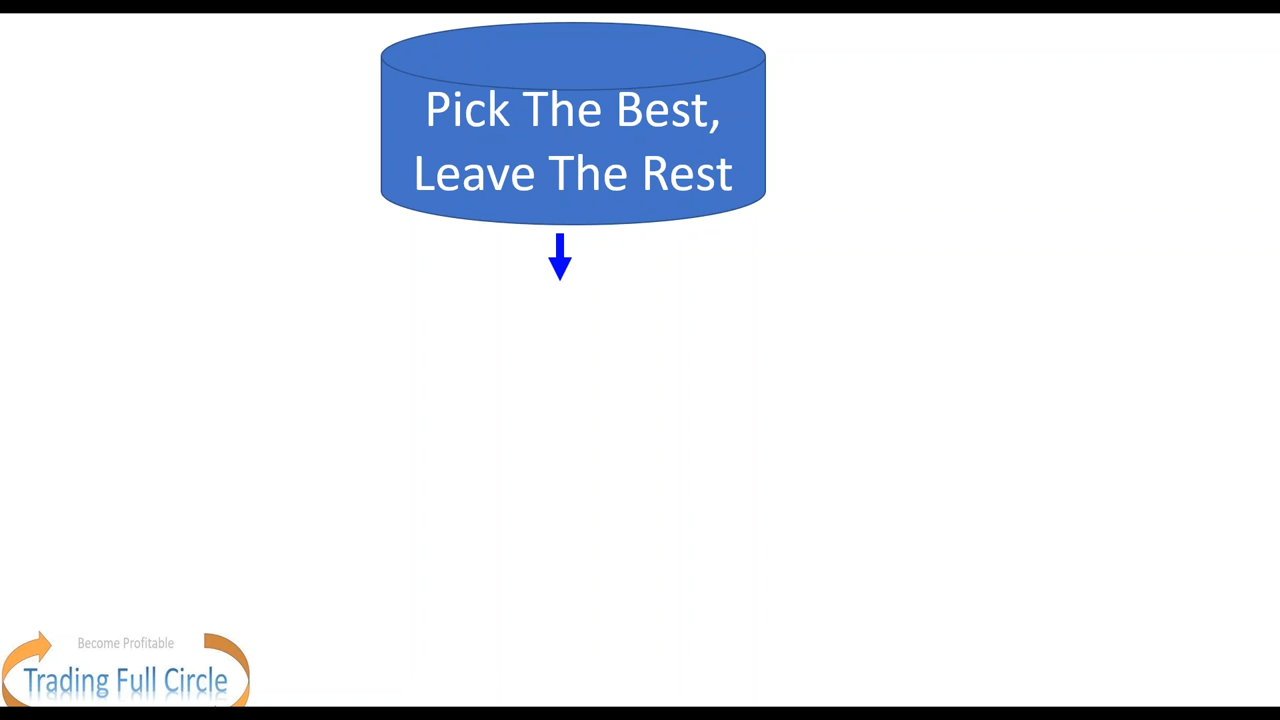 Pick The Best,
Leave The Rest
Become Profitable
Trading Full Circle